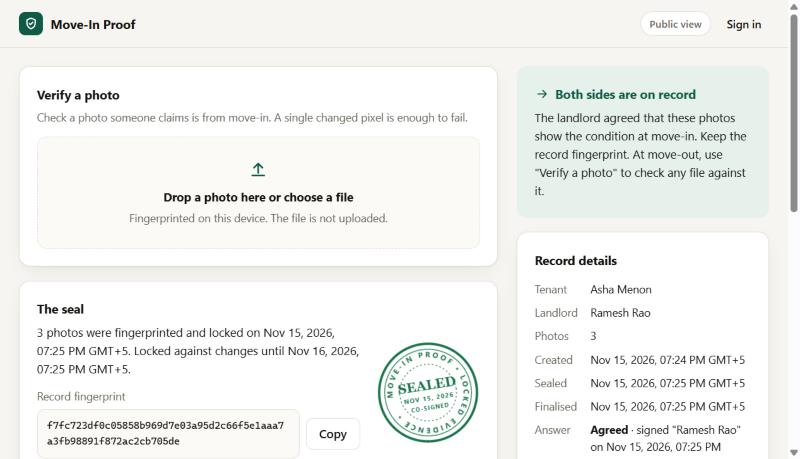 Move-In Proof
Public view
Sign in
Verify a photo
Check a photo someone claims is from move-in. A single changed pixel is enough to fail.
Drop a photo here or choose a file
Fingerprinted on this device. The file is not uploaded.
The seal
3 photos were fingerprinted and locked on Nov 15, 2026,
07:25 PM GMT+5. Locked against changes until Nov 16, 2026,
07:25 PM GMT+5.
Record fingerprint
f7fc723df0c05858b969d7e03a95d2c66f5e1aaa7
a3fb98891f872ac2cb705de
Copy
MOVE-IN PROOF • LOCKED EVIDENCE •
SEALED
NOV 15, 2026
CO-SIGNED
→ Both sides are on record
The landlord agreed that these photos
show the condition at move-in. Keep the
record fingerprint. At move-out, use
"Verify a photo" to check any file against
it.
Record details
Tenant Asha Menon
Landlord Ramesh Rao
Photos 3
Created Nov 15, 2026, 07:24 PM GMT+5
Sealed Nov 15, 2026, 07:25 PM GMT+5
Finalised Nov 15, 2026, 07:25 PM GMT+5
Answer Agreed · signed "Ramesh Rao"
on Nov 15, 2026, 07:25 PM